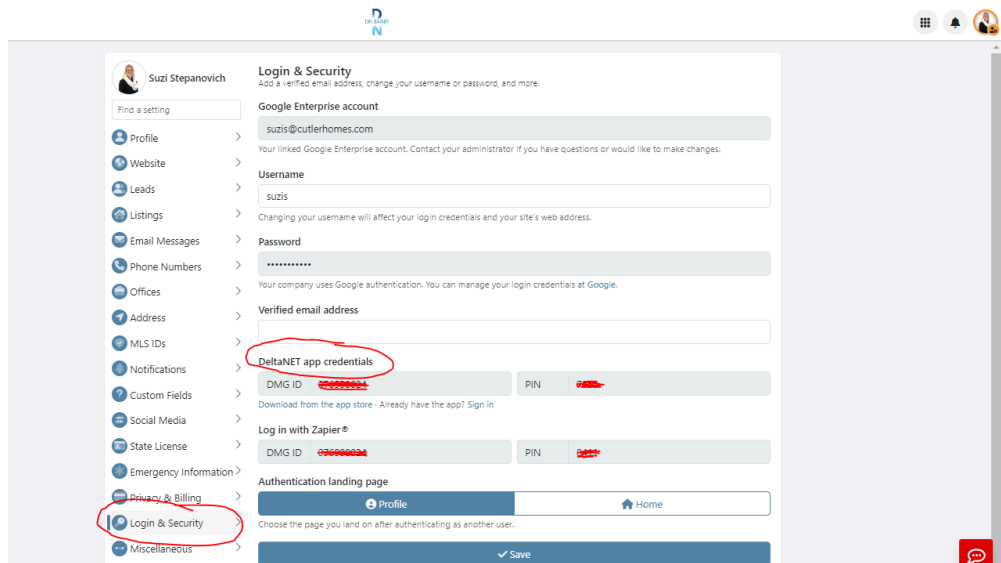 DELTANET
Suzi Stepanovich
Find a setting
Profile
Website
Leads
Listings
Email Messages
Phone Numbers
Offices
Address
MLS IDs
Notifications
Custom Fields
Social Media
State License
Emergency Information
Privacy & Billing
Login & Security
Miscellaneous
Login & Security
Add a verified email address, change your username or password, and more.
Google Enterprise account
suzis@cutlerhomes.com
Your linked Google Enterprise account. Contact your administrator if you have questions or would like to make changes.
Username
suzis
Changing your username will affect your login credentials and your site's web address.
Password
•••••••••••
Your company uses Google authentication. You can manage your login credentials at Google.
Verified email address
DeltaNET app credentials
DMG ID
PIN
Download from the app store - Already have the app? Sign in
Log in with Zapier®
DMG ID
PIN
Authentication landing page
Profile
Home
Choose the page you land on after authenticating as another user.
Save